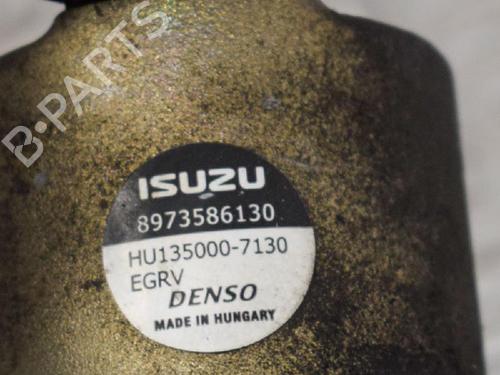 B-PARTS
ISUZU
8973586130
HU135000-7130
EGRV
DENSO
MADE IN HUNGARY